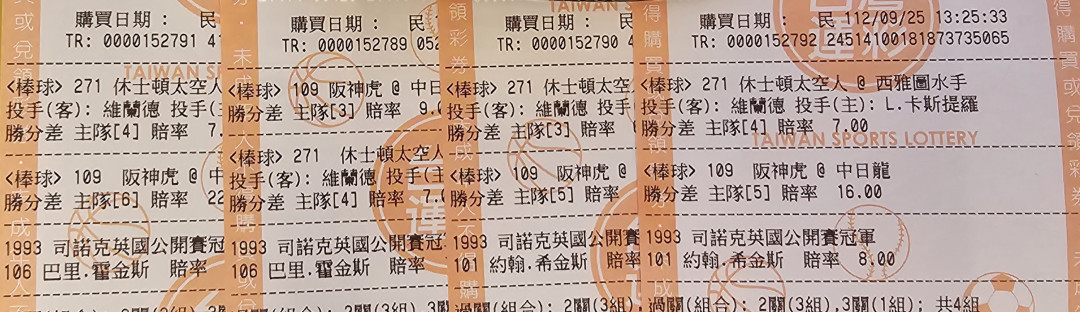 購買日期： 民
TR: 0000152791 4
<棒球> 271 休士頓太空人
投手(客): 維蘭德 投手(
勝分差 主隊[4] 賠率 7.
<棒球> 109 阪神虎 @ 中
勝分差 主隊[6] 賠率 22
1993 司諾克英國公開賽冠
106 巴里.霍金斯 賠率
購買日期： 民
TR: 0000152789 052
<棒球> 109 阪神虎 @ 中日
勝分差 主隊[3] 賠率 9.
<棒球> 271 休士頓太空人
投手(客): 維蘭德 投手(主
勝分差 主隊[4] 賠率 7.
1993 司諾克英國公開賽冠
106 巴里.霍金斯 賠率
購買日期： 民
TR: 0000152790 4
<棒球> 271 休士頓太空人
投手(客): 維蘭德 投手(
勝分差 主隊[3] 賠率
<棒球> 109 阪神虎 @
勝分差 主隊[5] 賠率
1993 司諾克英國公開賽
101 約翰.希金斯 賠率
過關(組合): 2關(3組)
購買日期： 民 112/09/25 13:25:33
TR: 0000152792 24514100181873735065
<棒球> 271 休士頓太空人 @ 西雅圖水手
投手(客): 維蘭德 投手(主): L.卡斯提羅
勝分差 主隊[4] 賠率 7.00
TAIWAN SPORTS LOTTERY
<棒球> 109 阪神虎 @ 中日龍
勝分差 主隊[5] 賠率 16.00
1993 司諾克英國公開賽冠軍
101 約翰.希金斯 賠率 8.00
過關(組合): 2關(3組),3關(1組); 共4組